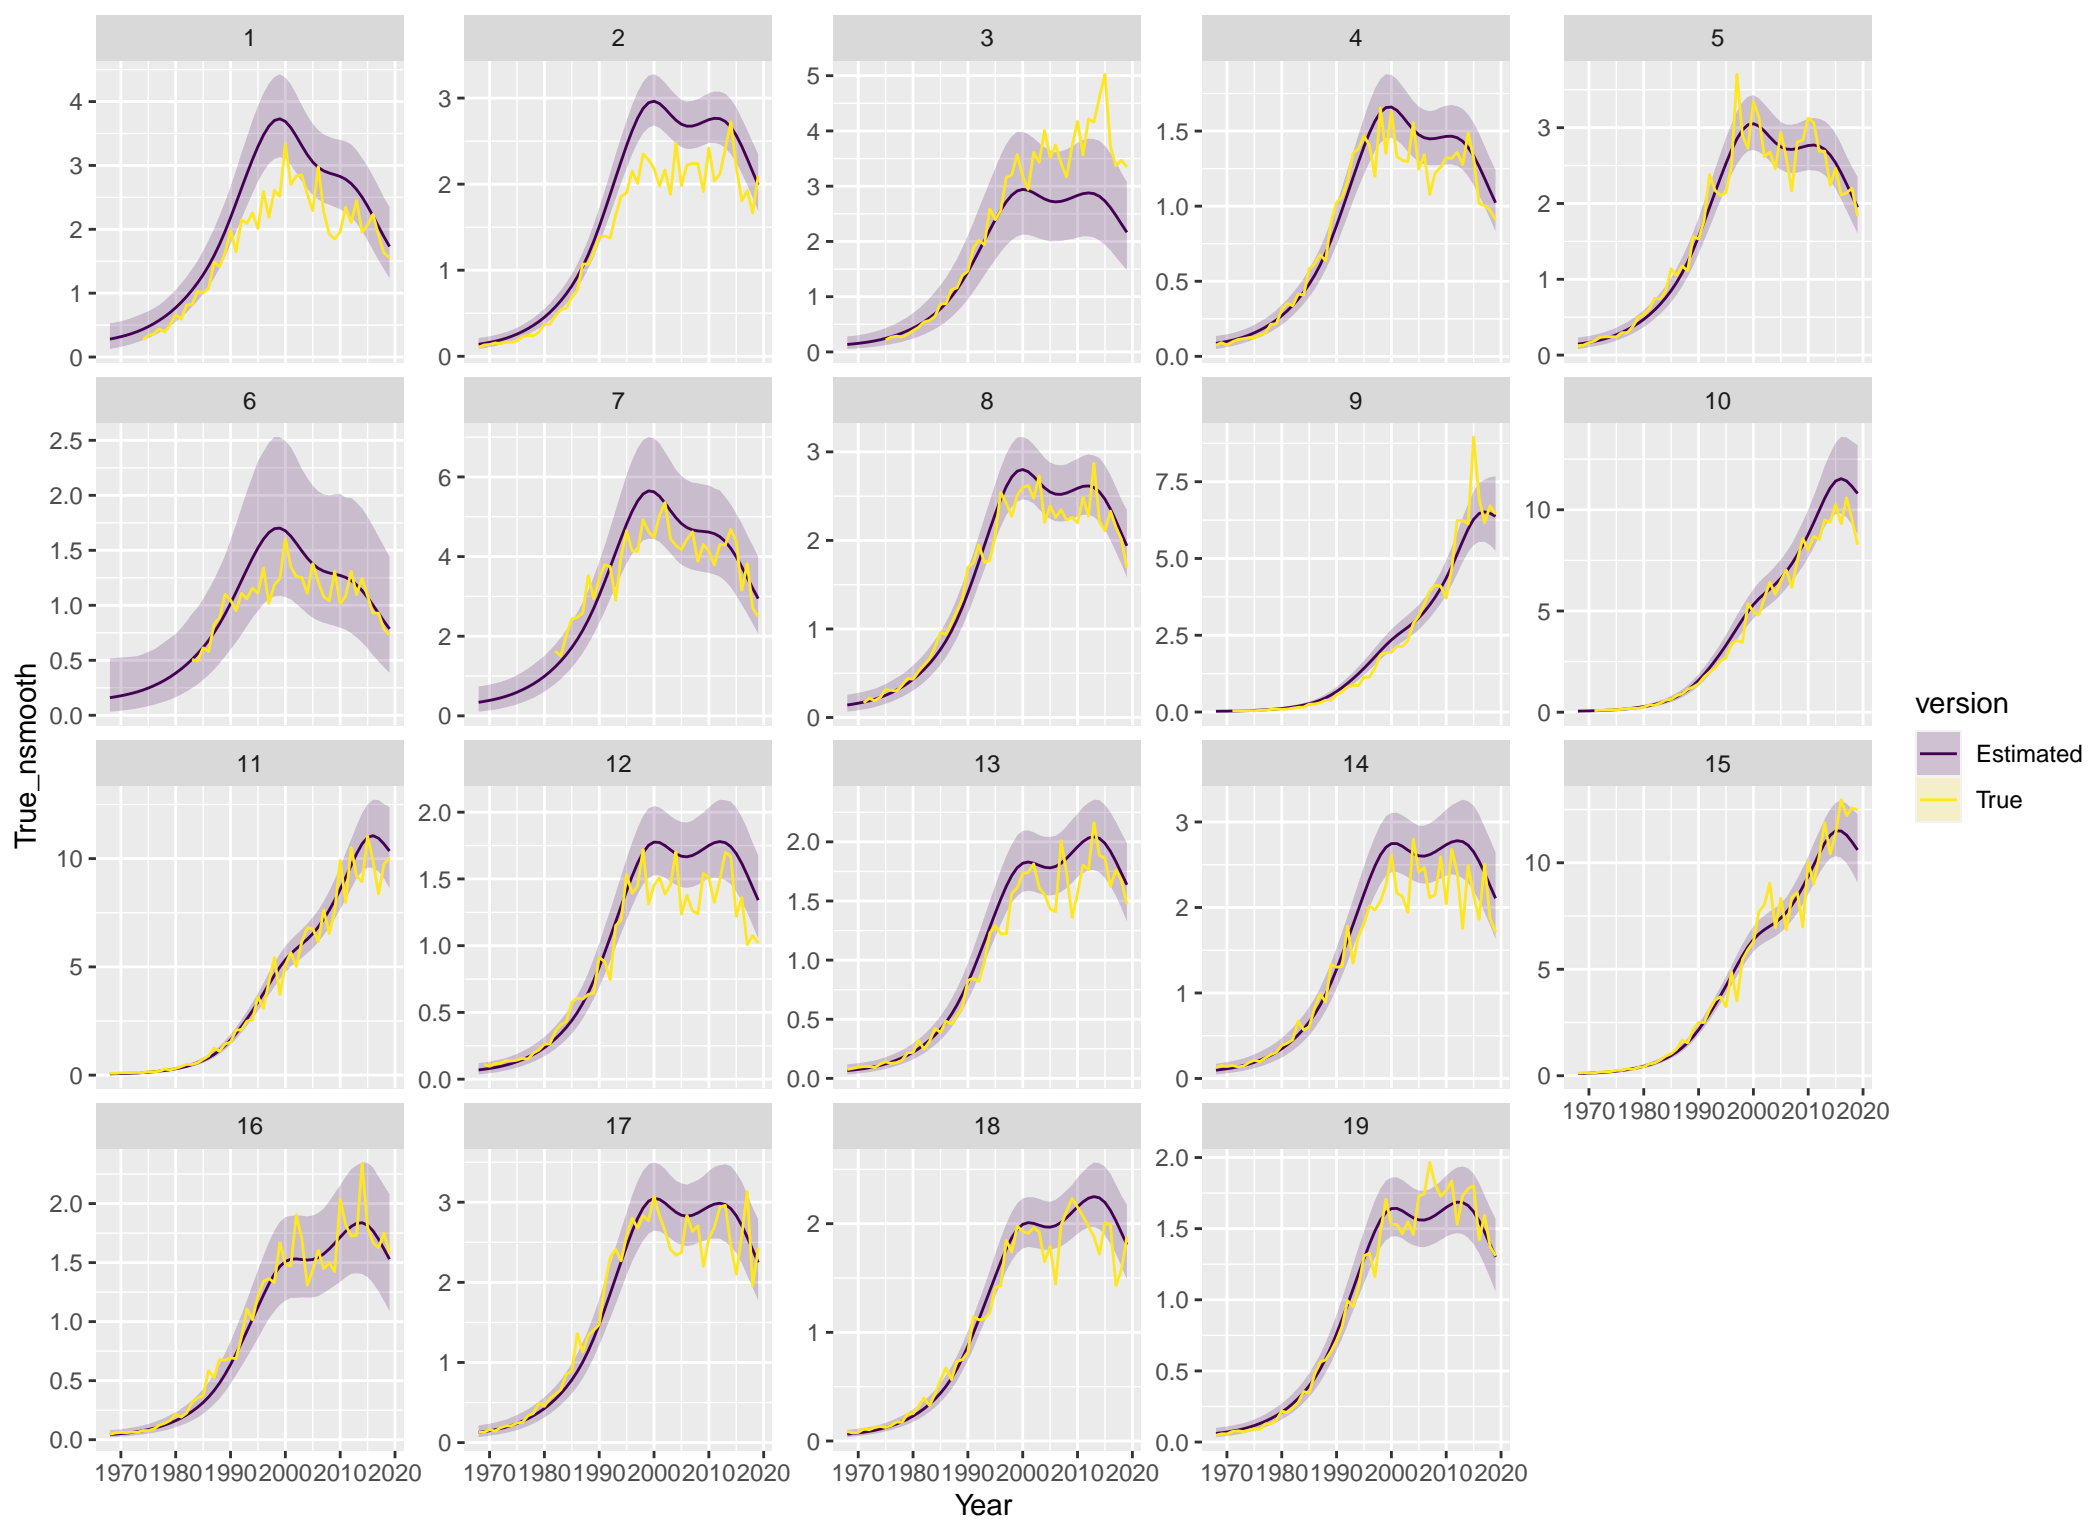 1 2 3 4 5
0 1 2 3 4
0 1 2 3
0 1 2 3 4 5
0.0 0.5 1.0 1.5
0 1 2 3
6 7 8 9 10
0.0 0.5 1.0 1.5 2.0 2.5
0 2 4 6
0 1 2 3
0.0 2.5 5.0 7.5
0 5 10
11 12 13 14 15
0 5 10
0.0 0.5 1.0 1.5 2.0
0.0 0.5 1.0 1.5 2.0
0 1 2 3
0 5 10
1970 1980 1990 2000 2010 2020
16 17 18 19
0.0 0.5 1.0 1.5 2.0
0 1 2 3
0 1 2
0.0 0.5 1.0 1.5 2.0
1970 1980 1990 2000 2010 2020
1970 1980 1990 2000 2010 2020
1970 1980 1990 2000 2010 2020
1970 1980 1990 2000 2010 2020
Year
True_nsmooth
version
Estimated
True